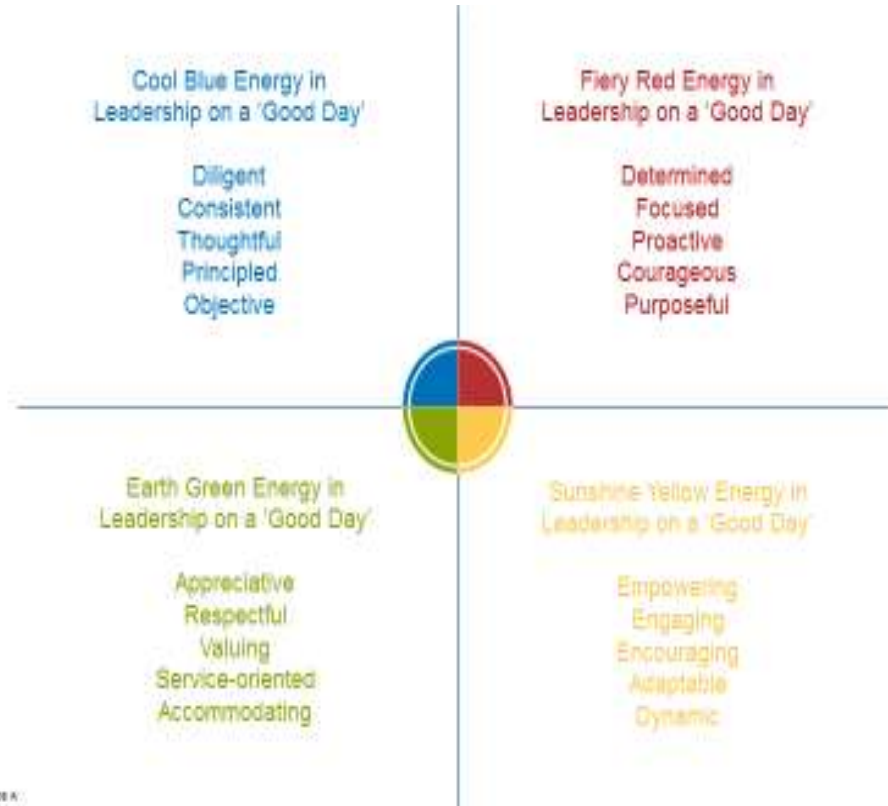 Cool Blue Energy in
Leadership on a 'Good Day'
Diligent
Consistent
Thoughtful
Principled
Objective
Fiery Red Energy in
Leadership on a 'Good Day'
Determined
Focused
Proactive
Courageous
Purposeful
Earth Green Energy in
Leadership on a 'Good Day'
Appreciative
Respectful
Valuing
Service-oriented
Accommodating
Sunshine Yellow Energy in
Leadership on a 'Good Day'
Empowering
Engaging
Encouraging
Adaptable
Dynamic